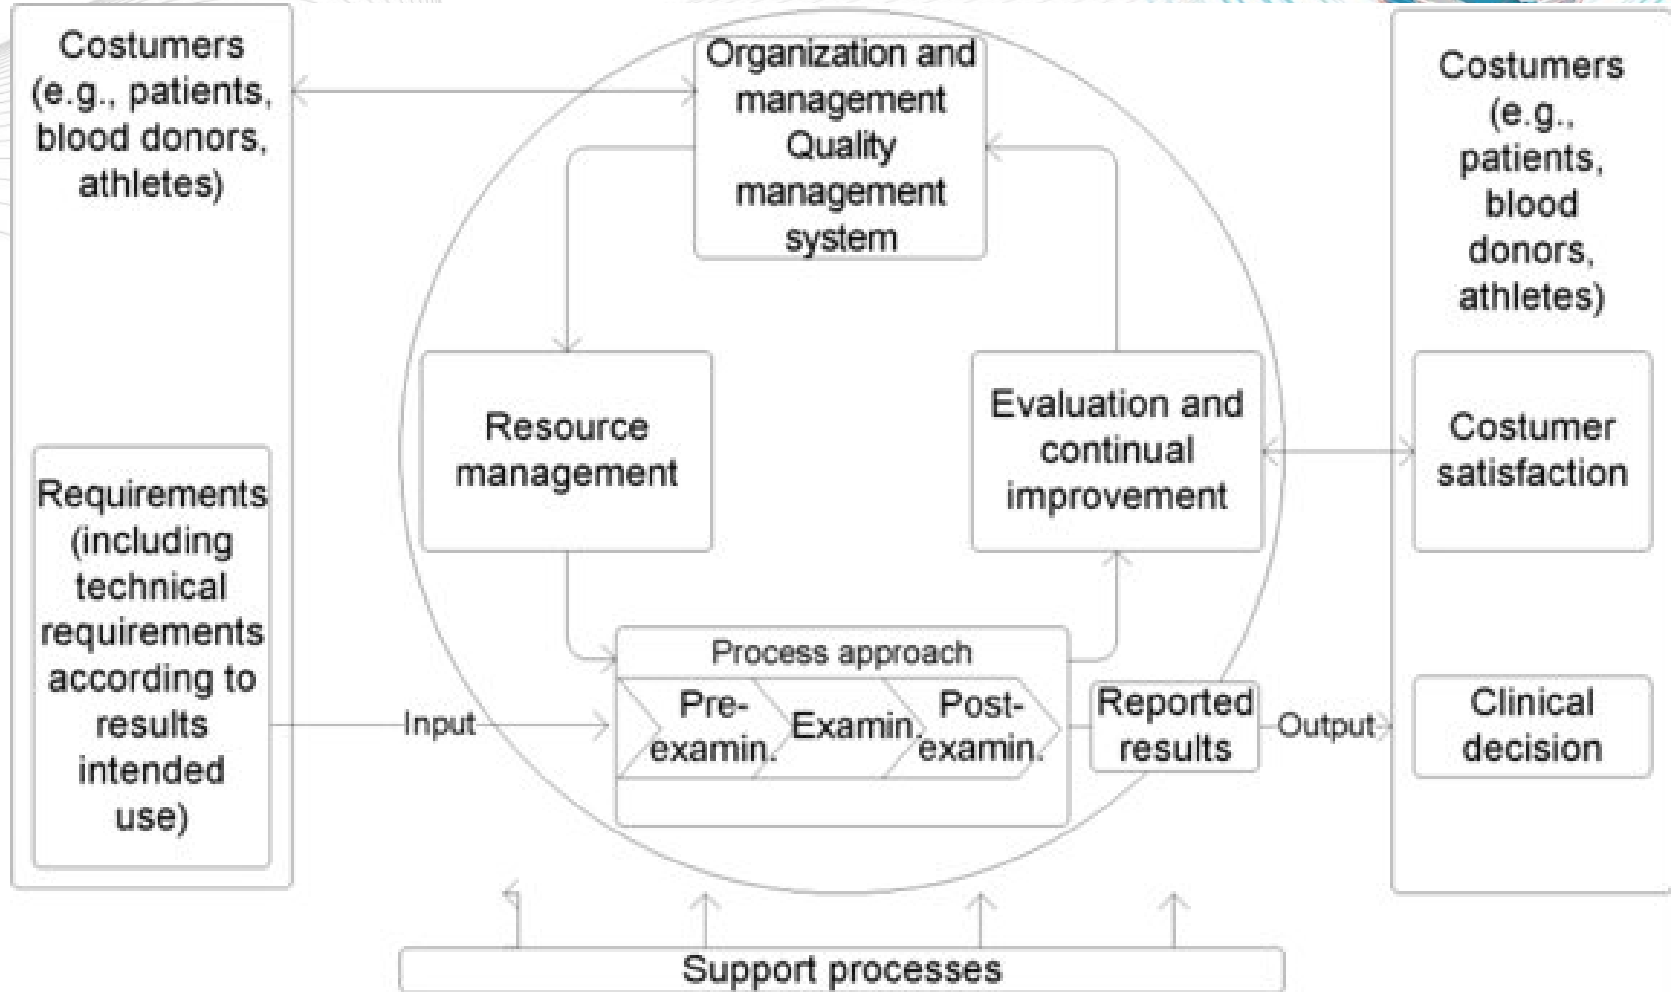 Costumers
(e.g., patients,
blood donors,
athletes)
Requirements
(including
technical
requirements
according to
results
intended
use)
Organization and
management
Quality
management
system
Resource
management
Evaluation and
continual
improvement
Process approach
Pre-
examin.
Examin.
Post-
examin.
Reported
results
Input
Output
Costumers
(e.g.,
patients,
blood
donors,
athletes)
Costumer
satisfaction
Clinical
decision
Support processes